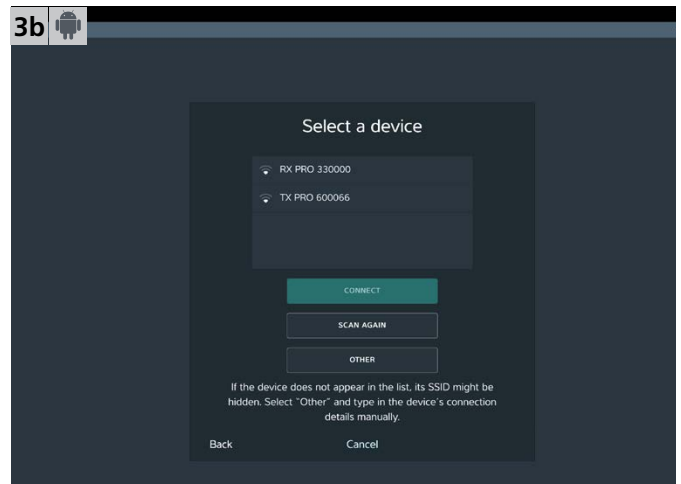 3b
Select a device
RX PRO 330000
TX PRO 600066
CONNECT
SCAN AGAIN
OTHER
If the device does not appear in the list, its SSID might be
hidden. Select "Other" and type in the device's connection
details manually.
Back Cancel